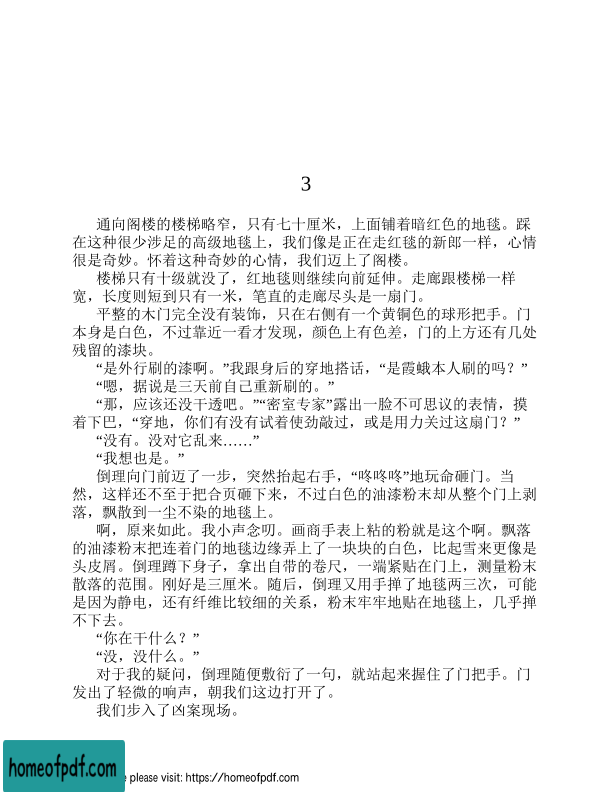 3
通向阁楼的楼梯略窄，只有七十厘米，上面铺着暗红色的地毯。踩
在这种很少涉足的高级地毯上，我们像是正在走红毯的新郎一样，心情
很是奇妙。怀着这种奇妙的心情，我们迈上了阁楼。
楼梯只有十级就没了，红地毯则继续向前延伸。走廊跟楼梯一样
宽，长度则短到只有一米，笔直的走廊尽头是一扇门。
平整的木门完全没有装饰，只在右侧有一个黄铜色的球形把手。门
本身是白色，不过靠近一看才发现，颜色上有色差，门的上方还有几处
残留的漆块。
“是外行刷的漆啊。”我跟身后的穿地搭话，“是霞峨本人刷的吗？”
“嗯，据说是三天前自己重新刷的。”
“那，应该还没干透吧。”“密室专家”露出一脸不可思议的表情，摸
着下巴，“穿地，你们有没有试着使劲敲过，或是用力关过这扇门？”
“没有。没对它乱来……”
“我想也是。”
倒理向门前迈了一步，突然抬起右手，“咚咚咚”地玩命砸门。当
然，这样还不至于把合页砸下来，不过白色的油漆粉末却从整个门上剥
落，飘散到一尘不染的地毯上。
啊，原来如此。我小声念叨。画商手表上粘的粉就是这个啊。飘落
的油漆粉末把连着门的地毯边缘弄上了一块块的白色，比起雪来更像是
头皮屑。倒理蹲下身子，拿出自带的卷尺，一端紧贴在门上，测量粉末
散落的范围。刚好是三厘米。随后，倒理又用手掸了地毯两三次，可能
是因为静电，还有纤维比较细的关系，粉末牢牢地贴在地毯上，几乎掸
不下去。
“你在干什么？”
“没，没什么。”
对于我的疑问，倒理随便敷衍了一句，就站起来握住了门把手。门
发出了轻微的响声，朝我们这边打开了。
我们步入了凶案现场。
homeofpdf.com
e please visit: https://homeofpdf.com